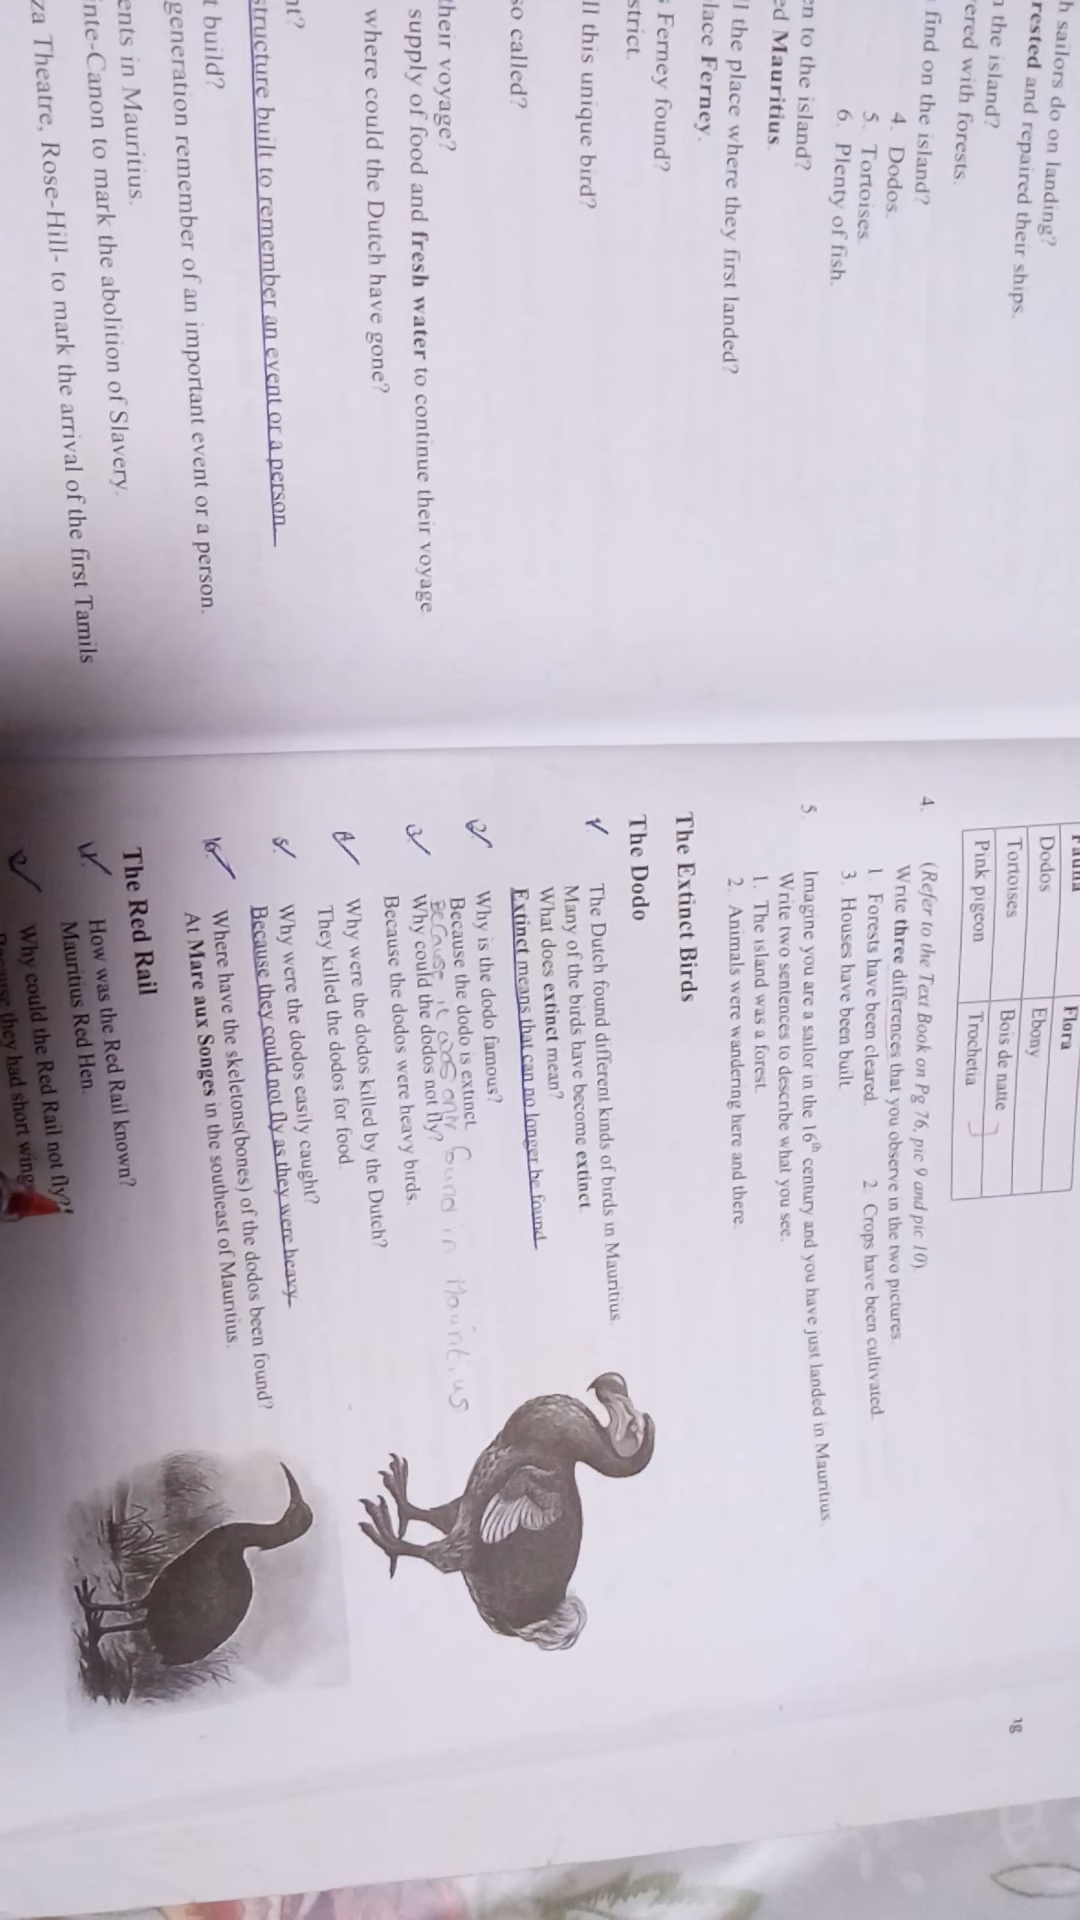 h sailors do on landing?
rested and repaired their ships.
the island?
ered with forests.
find on the island?
4. Dodos.
5. Tortoises.
6. Plenty of fish.
en to the island?
ed Mauritius.
ll the place where they first landed?
lace Ferney.
Ferney found?
strict.
ll this unique bird?
so called?
their voyage?
supply of food and fresh water to continue their voyage
where could the Dutch have gone?
nt?
structure built to remember an event or a person
t build?
generation remember of an important event or a person.
ents in Mauritius.
inte-Canon to mark the abolition of Slavery.
za Theatre, Rose-Hill- to mark the arrival of the first Tamils
18
Fauna Flora
Dodos Ebony
Tortoises Bois de natte
Pink pigeon Trochetia
4. (Refer to the Text Book on Pg 76, pic 9 and pic 10).
Write three differences that you observe in the two pictures.
1 Forests have been cleared. 2. Crops have been cultivated.
3. Houses have been built.
5. Imagine you are a sailor in the 16th century and you have just landed in Mauritius.
Write two sentences to describe what you see.
1. The island was a forest.
2. Animals were wandering here and there.
The Extinct Birds
The Dodo
The Dutch found different kinds of birds in Mauritius.
Many of the birds have become extinct.
What does extinct mean?
Extinct means that can no longer be found
2. Why is the dodo famous?
Because the dodo is extinct
Because it was only found in Mauritius
3. Why could the dodos not fly?
Because the dodos were heavy birds.
4. Why were the dodos killed by the Dutch?
They killed the dodos for food.
5. Why were the dodos easily caught?
Because they could not fly as they were heavy
6. Where have the skeletons(bones) of the dodos been found?
At Mare aux Songes in the southeast of Mauritius.
The Red Rail
1. How was the Red Rail known?
Mauritius Red Hen.
2. Why could the Red Rail not fly?
they had short wing